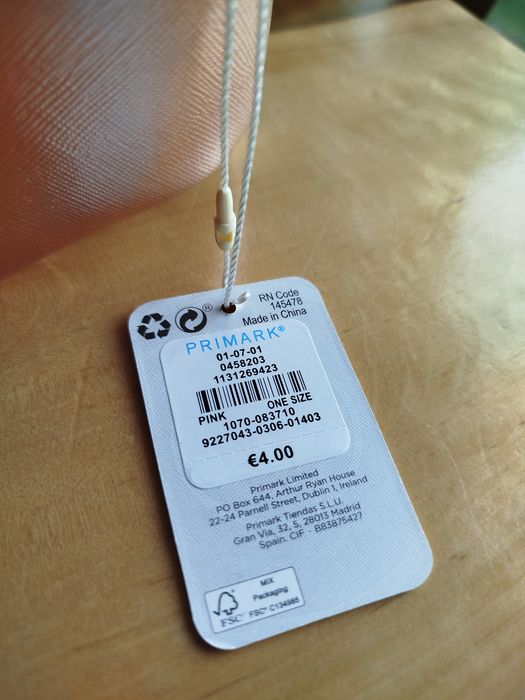 RN Code
145478
Made in China
PRIMARK®
01-07-01
0458203
1131269423
PINK ONE SIZE
1070-083710
9227043-0306-01403
€4.00
Primark Limited
PO Box 644, Arthur Ryan House
22-24 Parnell Street, Dublin 1, Ireland
Primark Tiendas S.L.U.
Gran Via, 32, 5, 28013 Madrid
Spain. CIF - B83875427
MIX
Packaging
FSC® FSC® C134985